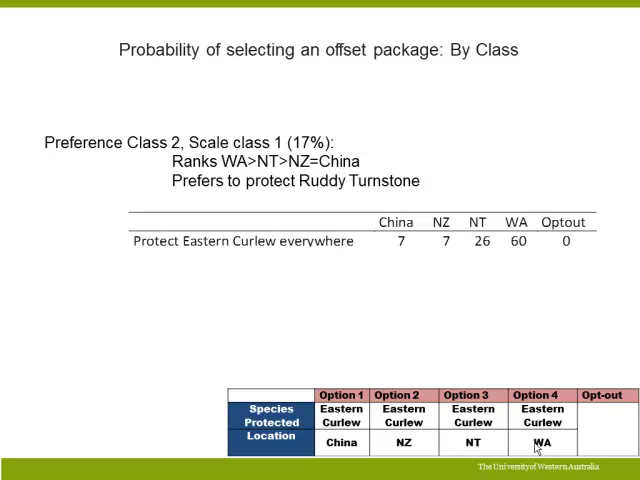 Probability of selecting an offset package: By Class
Preference Class 2, Scale class 1 (17%):
Ranks WA>NT>NZ=China
Prefers to protect Ruddy Turnstone
China NZ NT WA Optout
Protect Eastern Curlew everywhere 7 7 26 60 0
Option 1 Option 2 Option 3 Option 4 Opt-out
Species Eastern Eastern Eastern Eastern
Protected Curlew Curlew Curlew Curlew
Location China NZ NT WA
The University of Western Australia